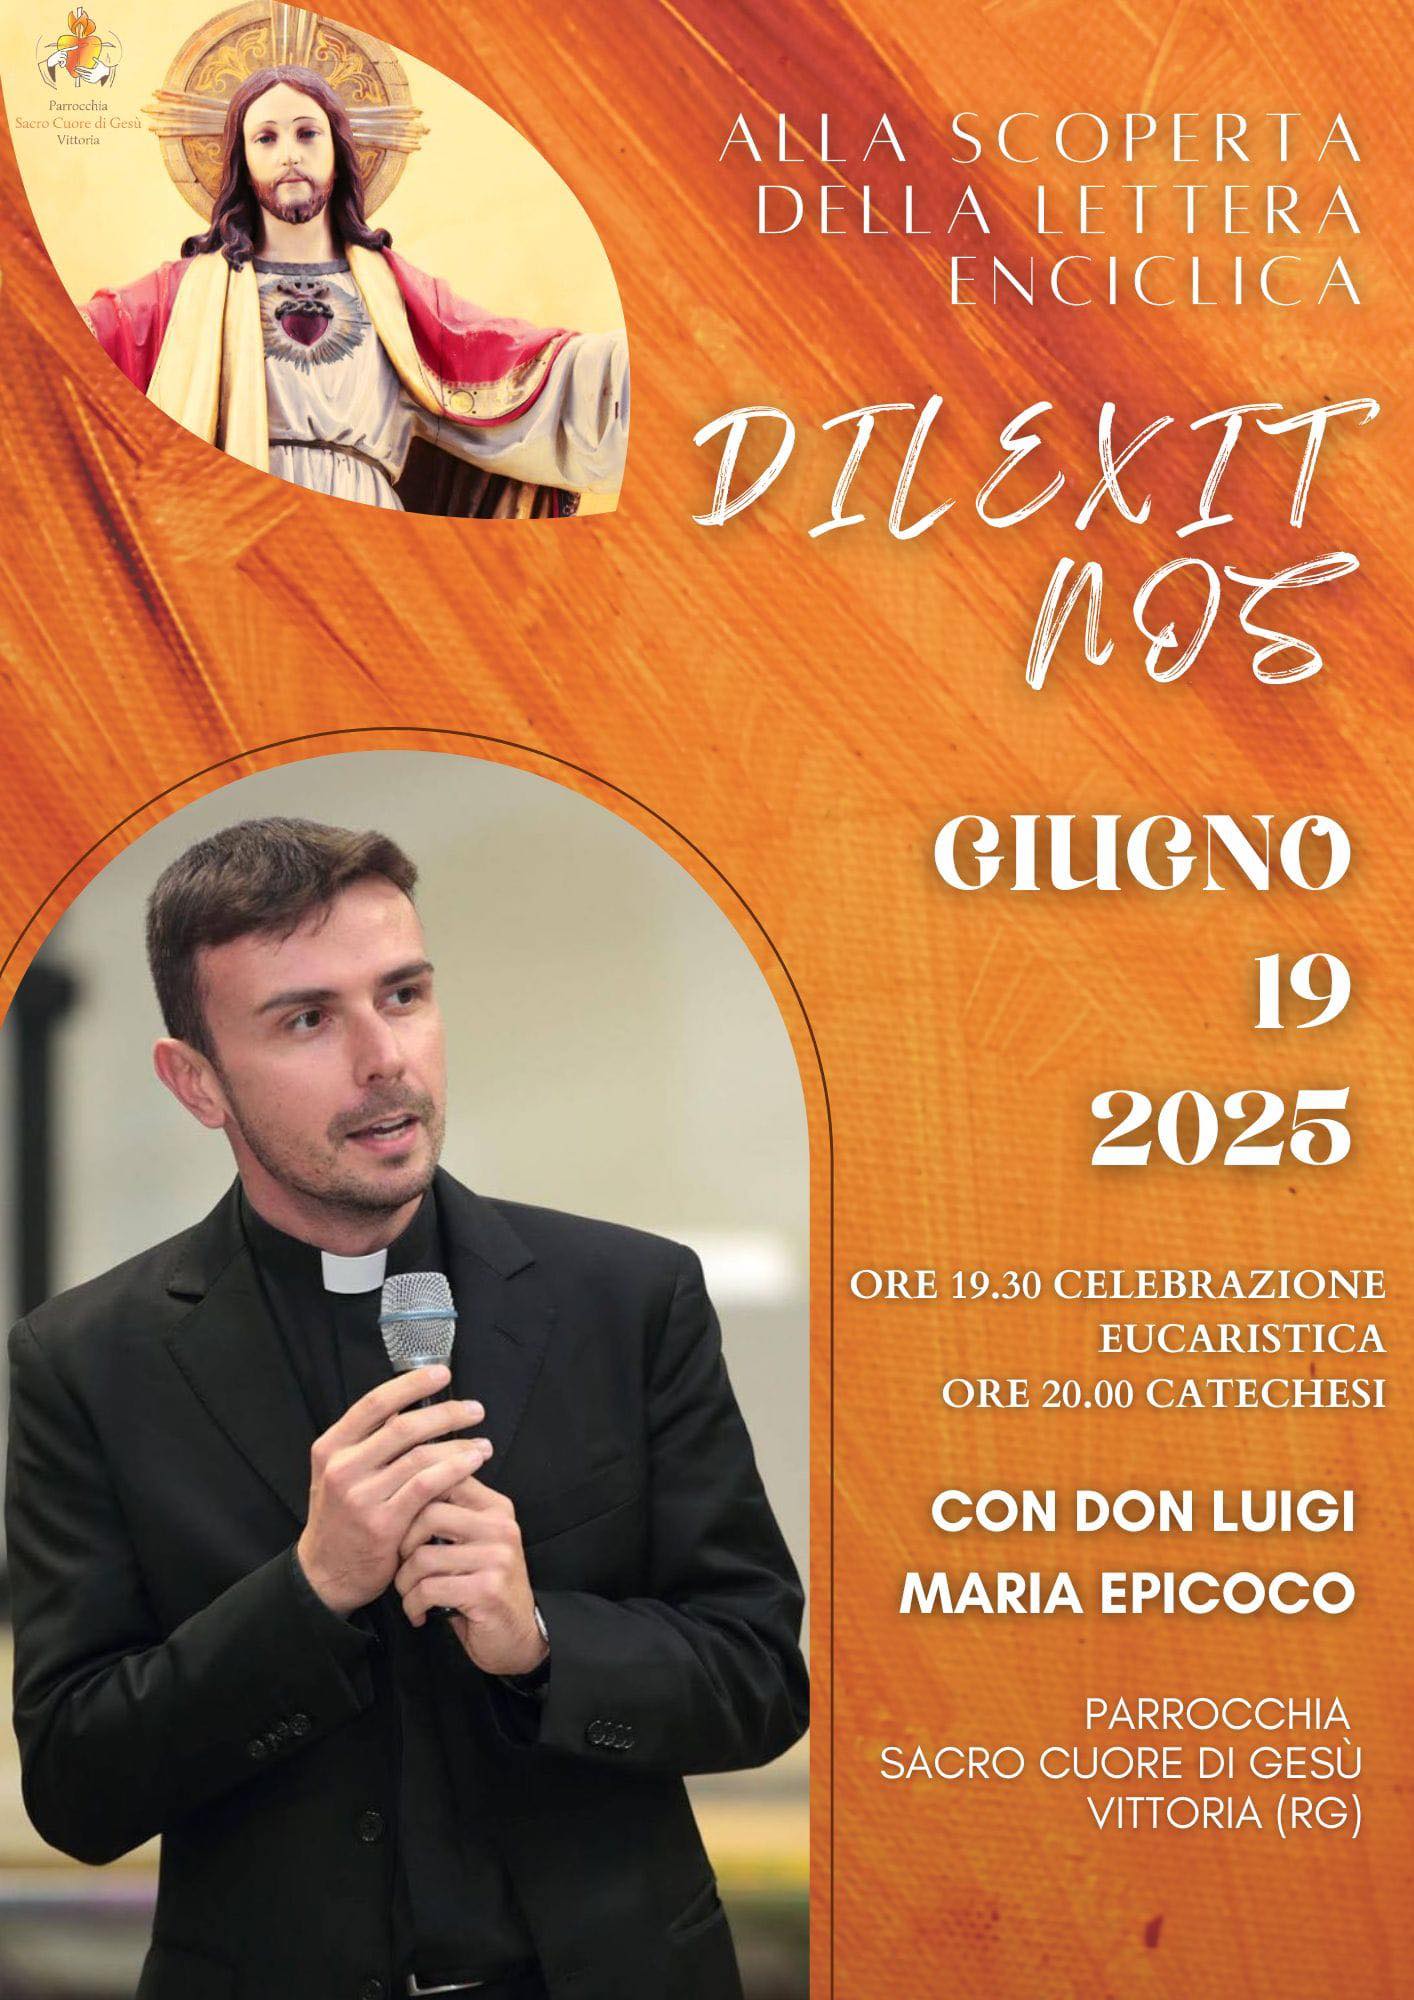 Parrocchia
Sacro Cuore di Gesù
Vittoria
ALLA SCOPERTA
DELLA LETTERA
ENCICLICA
DILEXIT
NOS
GIUGNO
19
2025
ORE 19.30 CELEBRAZIONE
EUCARISTICA
ORE 20.00 CATECHESI
CON DON LUIGI
MARIA EPICOCO
PARROCCHIA
SACRO CUORE DI GESÙ
VITTORIA (RG)